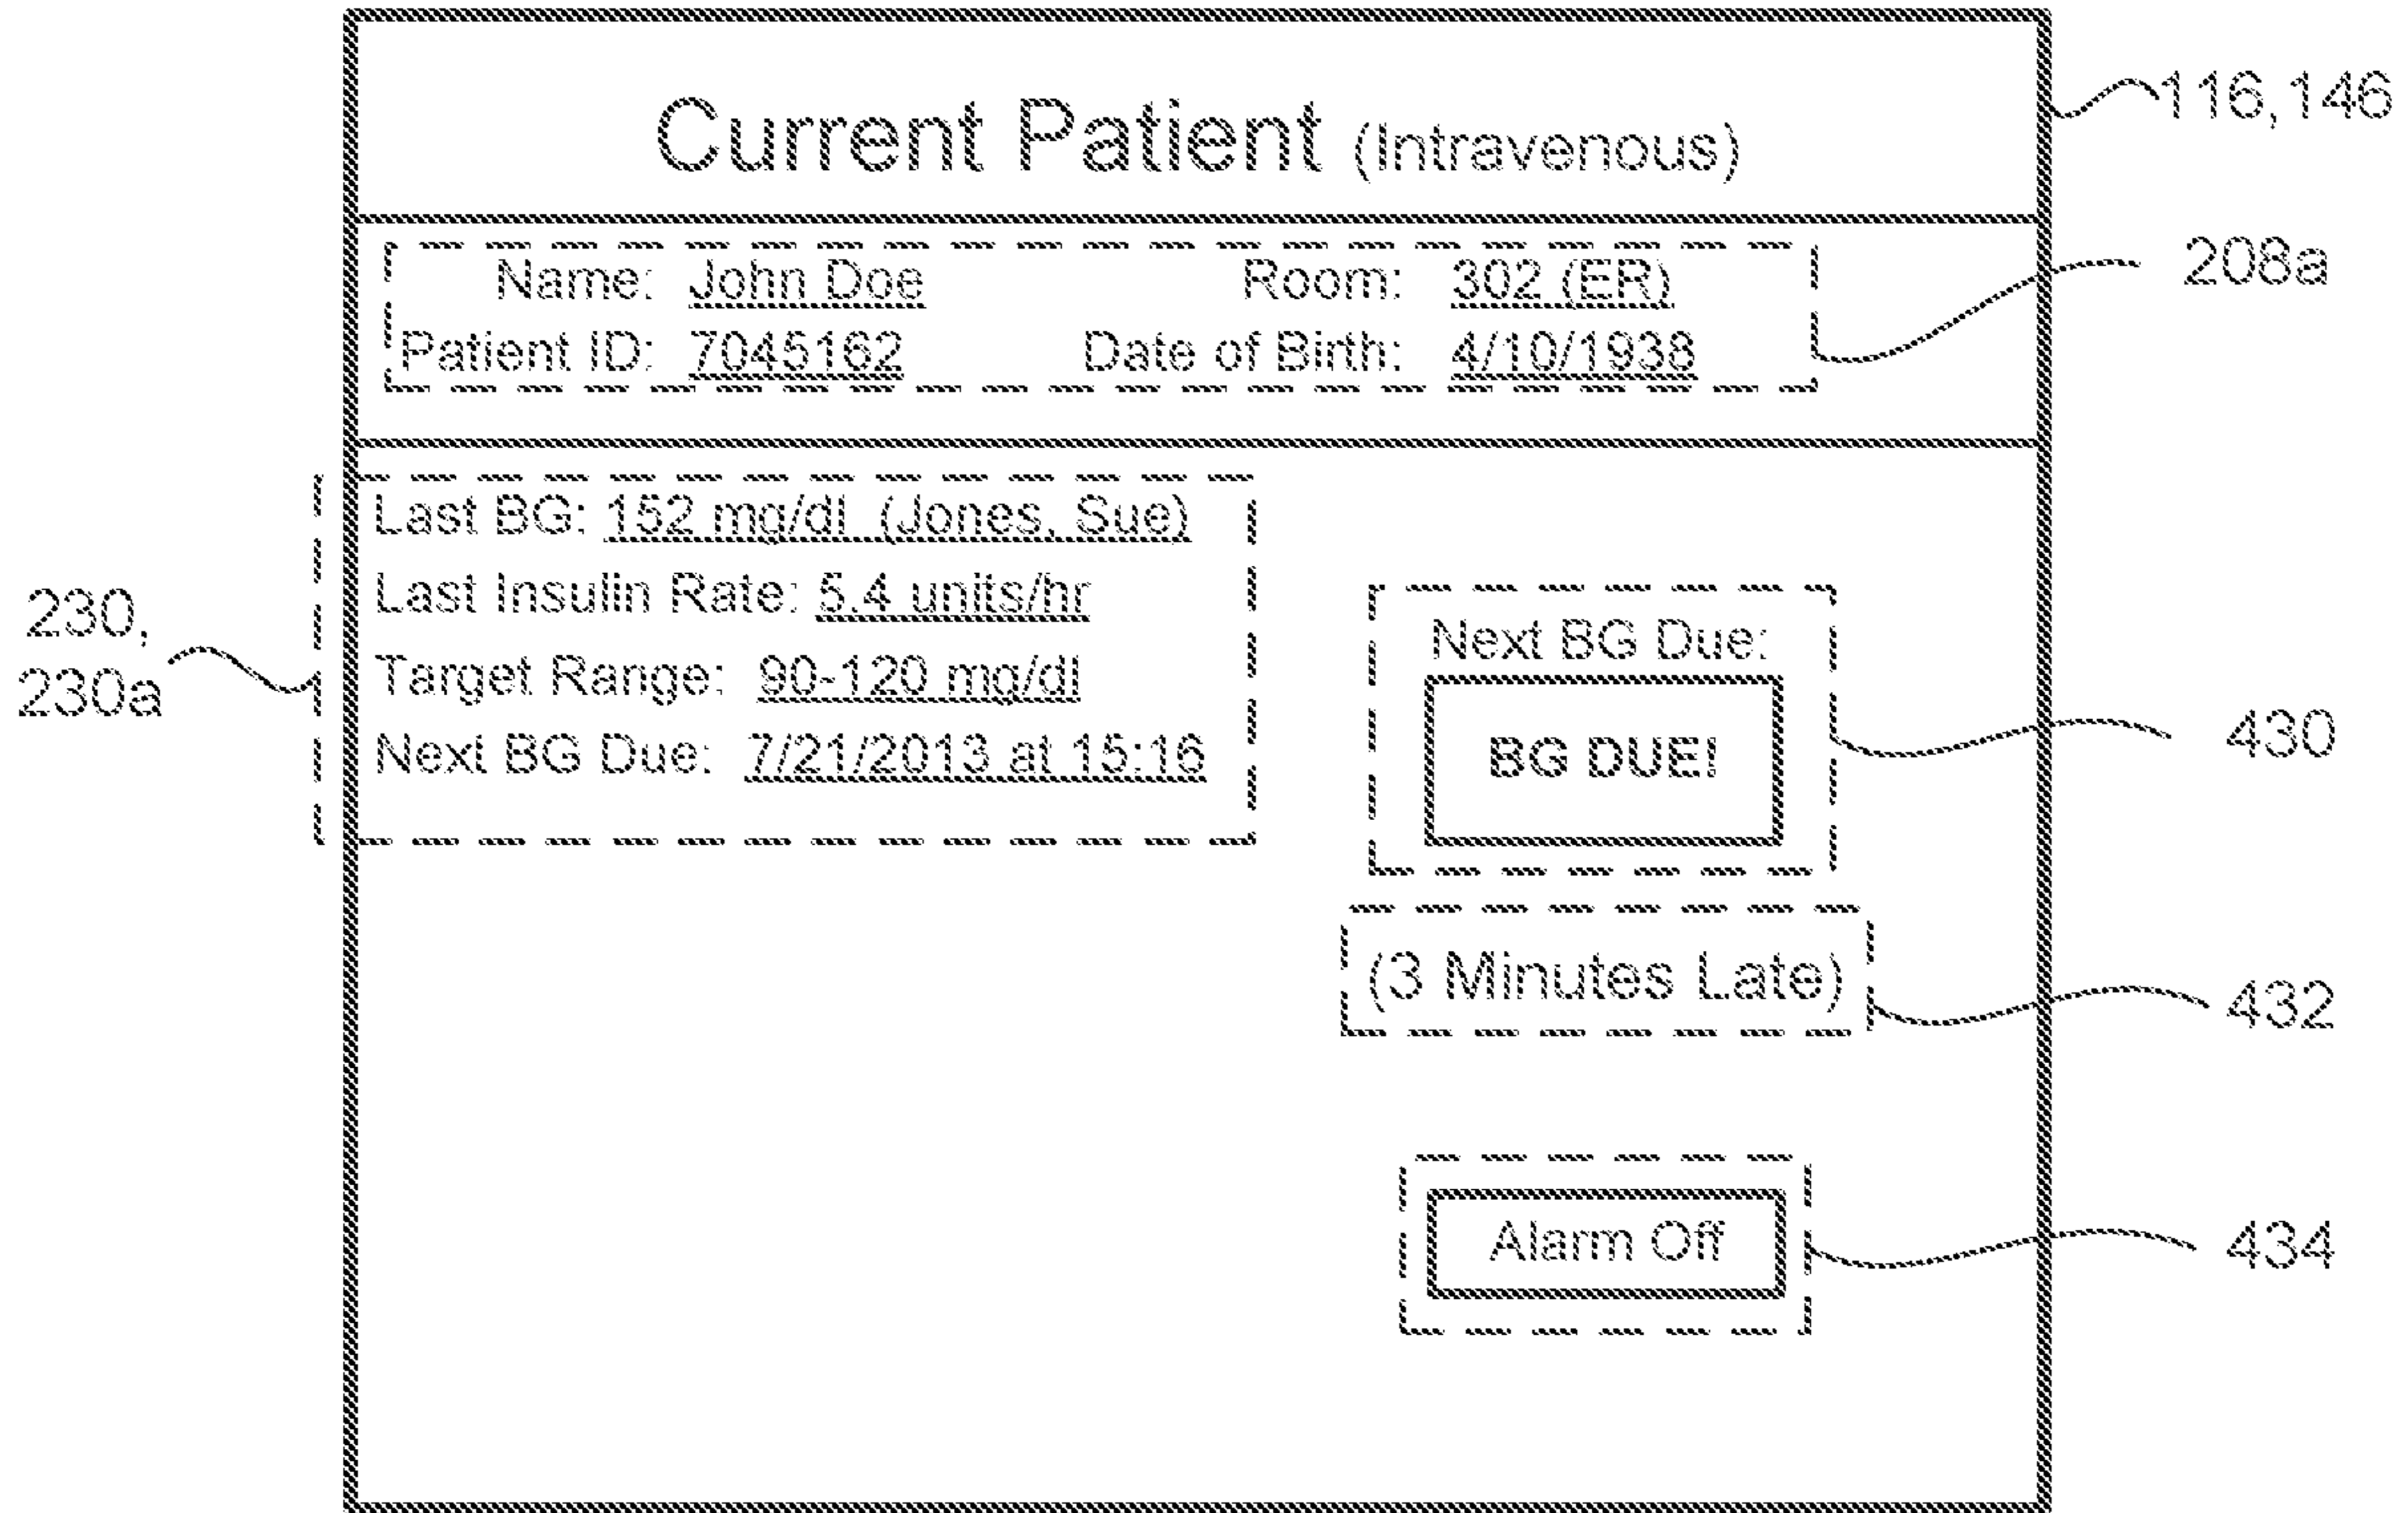 Current Patient (Intravenous)
116,146
Name: John Doe Room: 302 (ER)
208a
Patient ID: 7045162 Date of Birth: 4/10/1938
Last BG: 152 mg/dl (Jones, Sue)
Last Insulin Rate: 5.4 units/hr
Target Range: 90-120 mg/dl
Next BG Due: 7/21/2013 at 15:16
230,
230a
Next BG Due:
BG DUE!
430
(3 Minutes Late)
432
Alarm Off
434